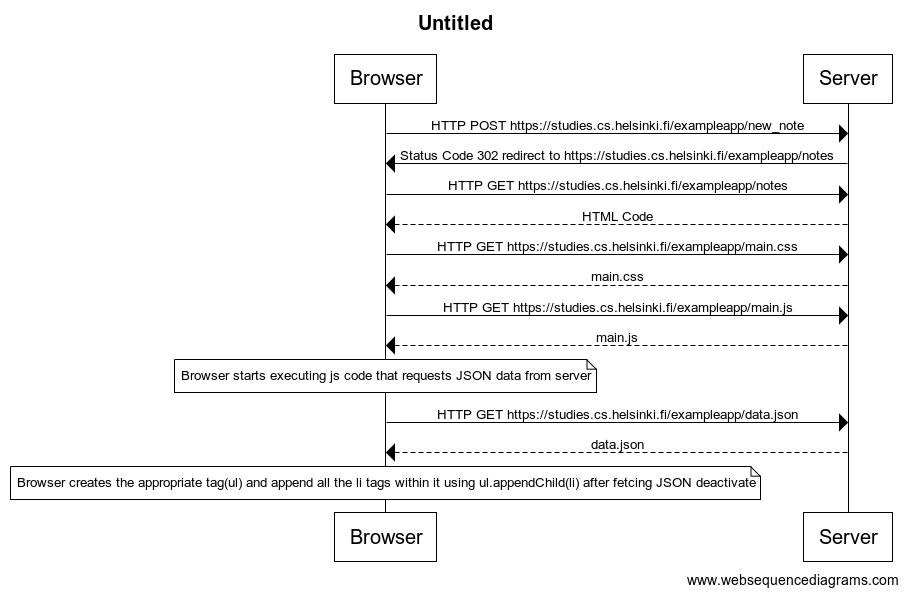 Untitled
Browser
Server
HTTP POST https://studies.cs.helsinki.fi/exampleapp/new_note
Status Code 302 redirect to https://studies.cs.helsinki.fi/exampleapp/notes
HTTP GET https://studies.cs.helsinki.fi/exampleapp/notes
HTML Code
HTTP GET https://studies.cs.helsinki.fi/exampleapp/main.css
main.css
HTTP GET https://studies.cs.helsinki.fi/exampleapp/main.js
main.js
Browser starts executing js code that requests JSON data from server
HTTP GET https://studies.cs.helsinki.fi/exampleapp/data.json
data.json
Browser creates the appropriate tag(ul) and append all the li tags within it using ul.appendChild(li) after fetcing JSON deactivate
Browser
Server
www.websequencediagrams.com